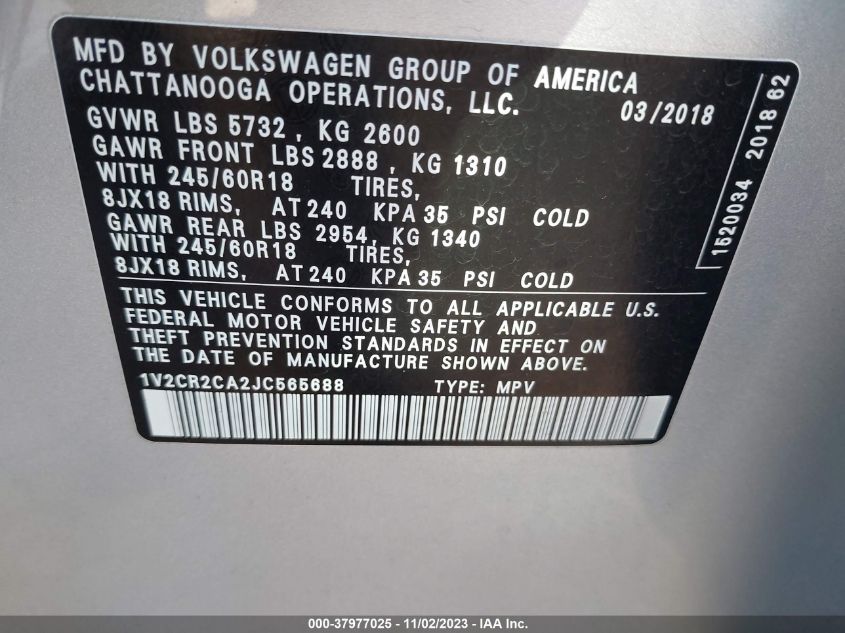 MFD BY VOLKSWAGEN GROUP OF AMERICA
CHATTANOOGA OPERATIONS, LLC.
03/2018
GVWR LBS 5732, KG 2600
GAWR FRONT LBS 2888, KG 1310
WITH 245/60R18 TIRES,
8JX18 RIMS, AT 240 KPA 35 PSI COLD
GAWR REAR LBS 2954, KG 1340
WITH 245/60R18 TIRES,
8JX18 RIMS, AT 240 KPA 35 PSI COLD
THIS VEHICLE CONFORMS TO ALL APPLICABLE U.S.
FEDERAL MOTOR VEHICLE SAFETY AND
THEFT PREVENTION STANDARDS IN EFFECT ON
THE DATE OF MANUFACTURE SHOWN ABOVE.
1V2CR2CA2JC565688 TYPE: MPV
1520034 2018 62
000-37977025 - 11/02/2023 - IAA Inc.